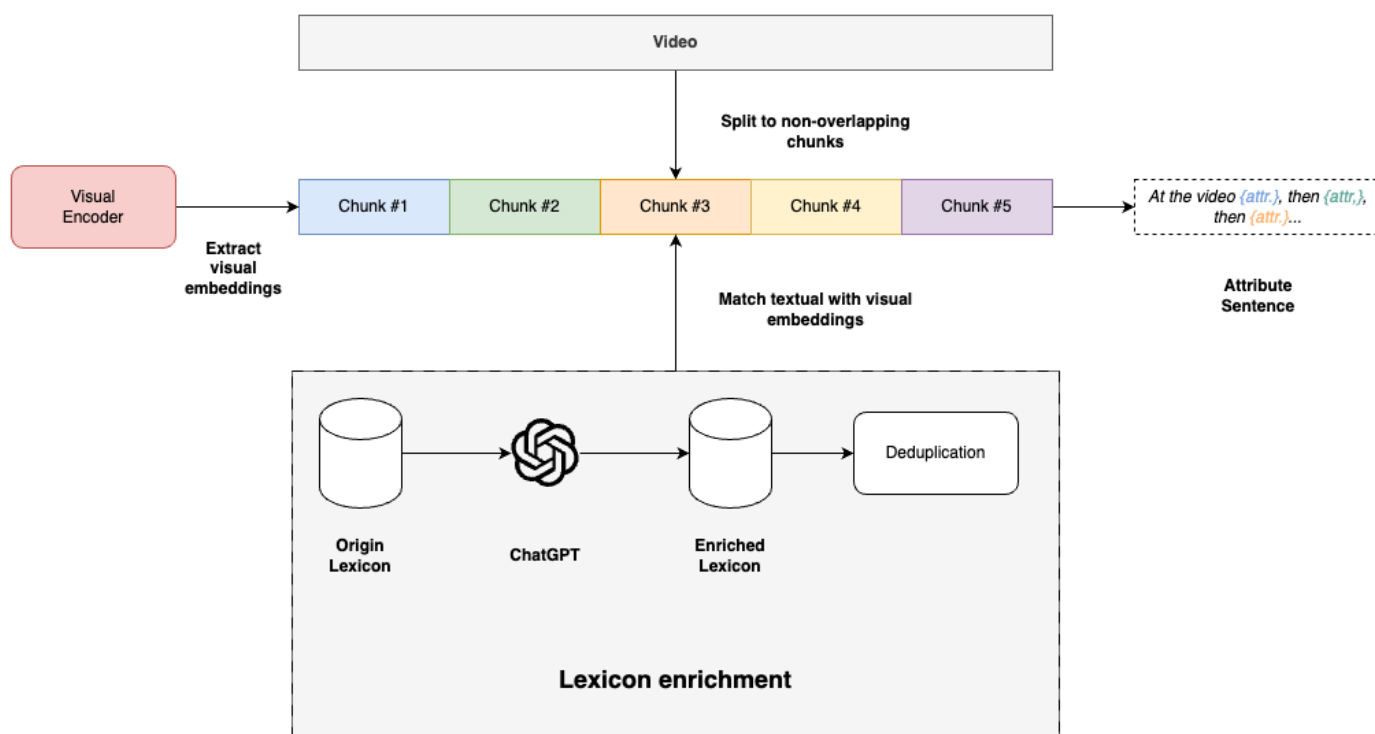 Video
Split to non-overlapping
chunks
Visual
Encoder
Extract
visual
embeddings
Chunk #1
Chunk #2
Chunk #3
Chunk #4
Chunk #5
At the video {attr.}, then {attr,},
then {attr.}...
Attribute
Sentence
Match textual with visual
embeddings
Origin
Lexicon
ChatGPT
Enriched
Lexicon
Deduplication
Lexicon enrichment